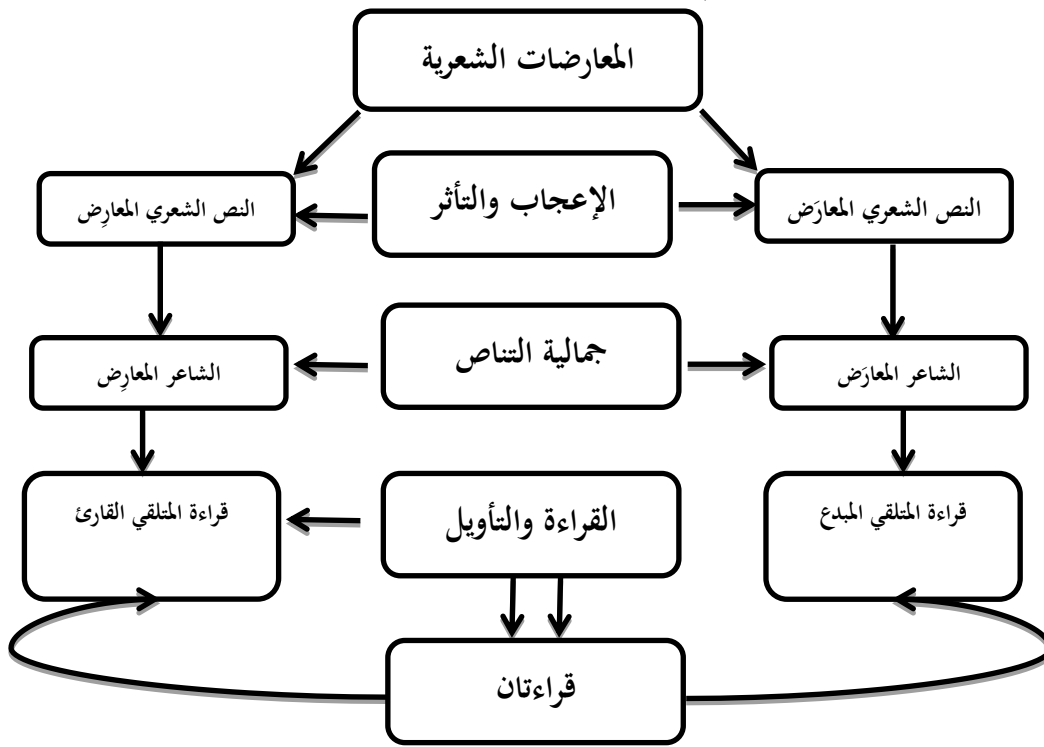 المعارضات الشعرية
النص الشعري المعارَض
الإعجاب والتأثر
النص الشعري المعارِض
الشاعر المعارَض
جمالية التناص
الشاعر المعارِض
قراءة المتلقي المبدع
القراءة والتأويل
قراءة المتلقي القارئ
قراءتان